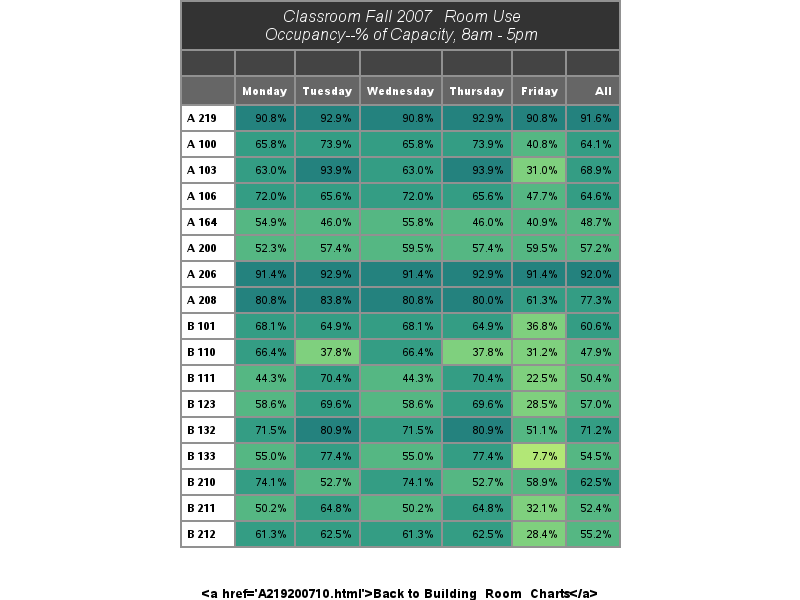 Classroom Fall 2007 Room Use
Occupancy--% of Capacity, 8am - 5pm
Monday Tuesday Wednesday Thursday Friday All
A 219 90.8% 92.9% 90.8% 92.9% 90.8% 91.6%
A 100 65.8% 73.9% 65.8% 73.9% 40.8% 64.1%
A 103 63.0% 93.9% 63.0% 93.9% 31.0% 68.9%
A 106 72.0% 65.6% 72.0% 65.6% 47.7% 64.6%
A 164 54.9% 46.0% 55.8% 46.0% 40.9% 48.7%
A 200 52.3% 57.4% 59.5% 57.4% 59.5% 57.2%
A 206 91.4% 92.9% 91.4% 92.9% 91.4% 92.0%
A 208 80.8% 83.8% 80.8% 80.0% 61.3% 77.3%
B 101 68.1% 64.9% 68.1% 64.9% 36.8% 60.6%
B 110 66.4% 37.8% 66.4% 37.8% 31.2% 47.9%
B 111 44.3% 70.4% 44.3% 70.4% 22.5% 50.4%
B 123 58.6% 69.6% 58.6% 69.6% 28.5% 57.0%
B 132 71.5% 80.9% 71.5% 80.9% 51.1% 71.2%
B 133 55.0% 77.4% 55.0% 77.4% 7.7% 54.5%
B 210 74.1% 52.7% 74.1% 52.7% 58.9% 62.5%
B 211 50.2% 64.8% 50.2% 64.8% 32.1% 52.4%
B 212 61.3% 62.5% 61.3% 62.5% 28.4% 55.2%
<a href='A219200710.html'>Back to Building_Room_Charts</a>